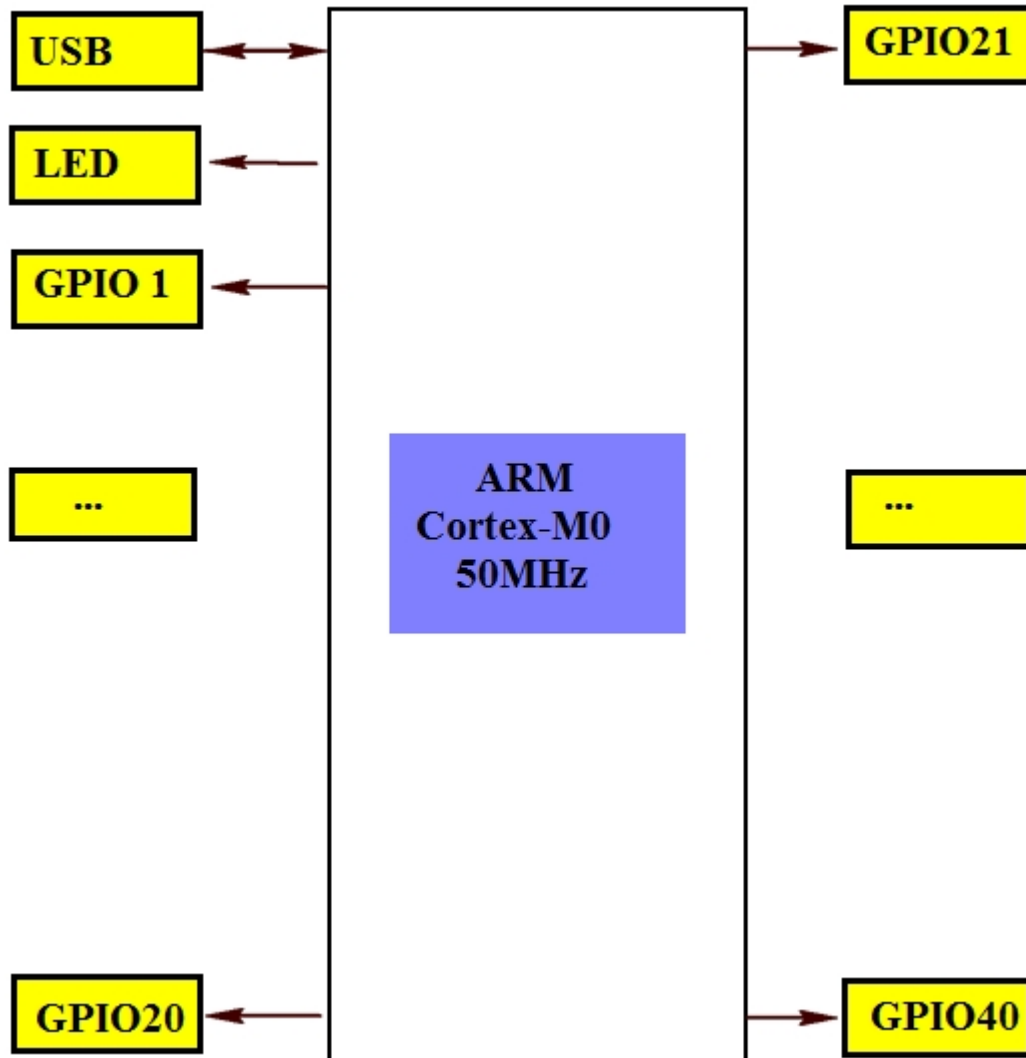 USB
LED
GPIO 1
...
GPIO20
ARM
Cortex-M0
50MHz
GPIO21
...
GPIO40